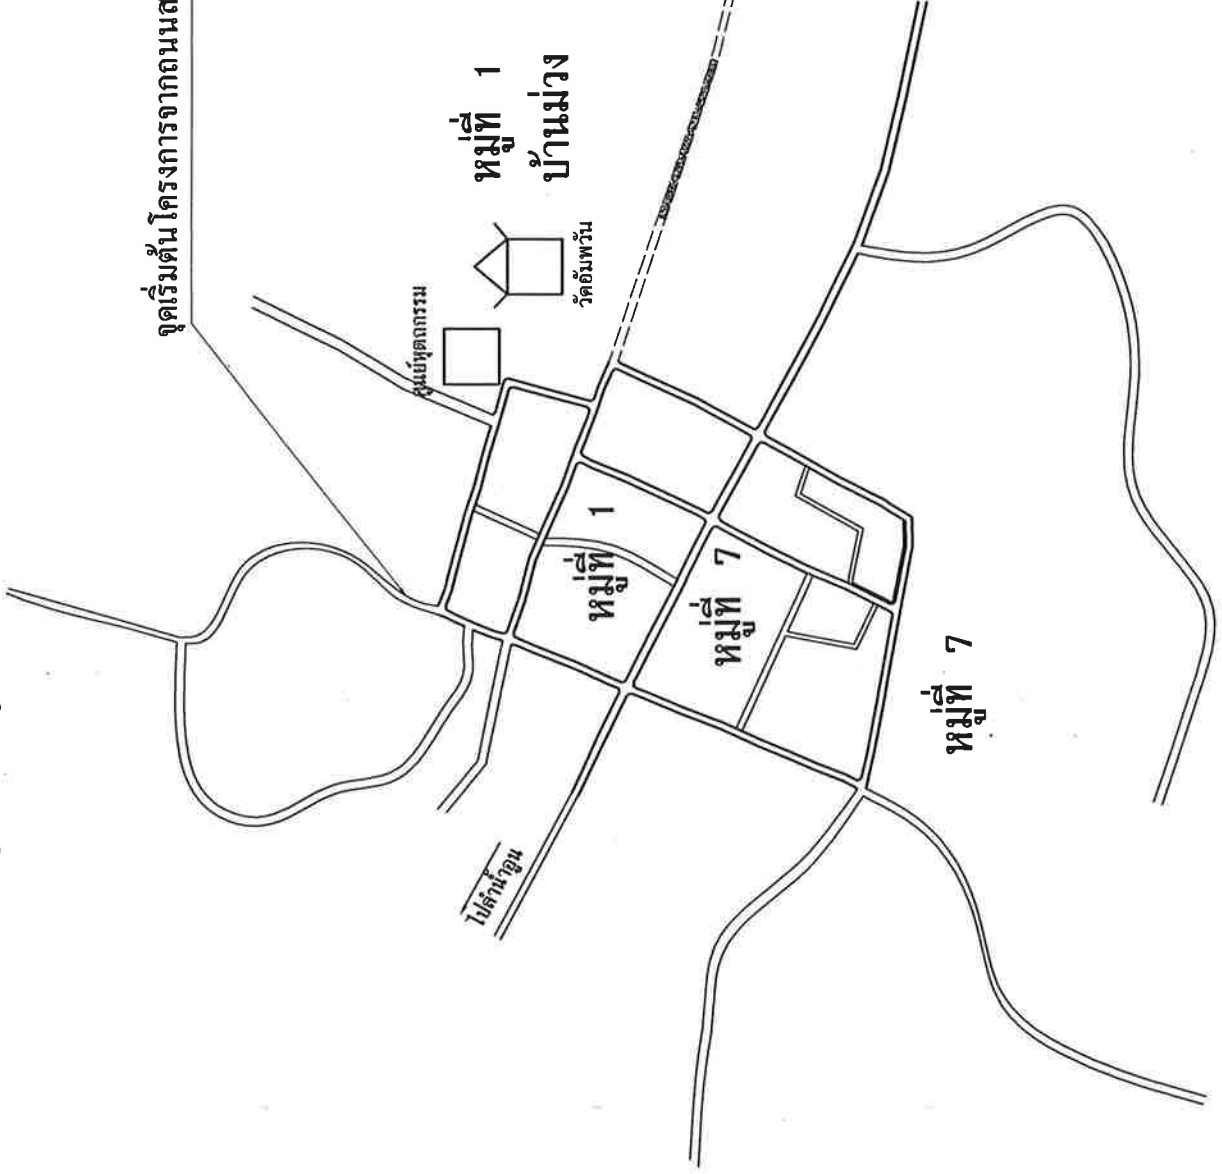 จุดเริ่มต้นโครงการจากถนนส
หมู่ที่ 1
บ้านม่วง
ศูนย์หุตถกรรม
วัดอัมพวัน
หมู่ที่ 1
หมู่ที่ 7
หมู่ที่ 7
ไปลำน้ำอูน